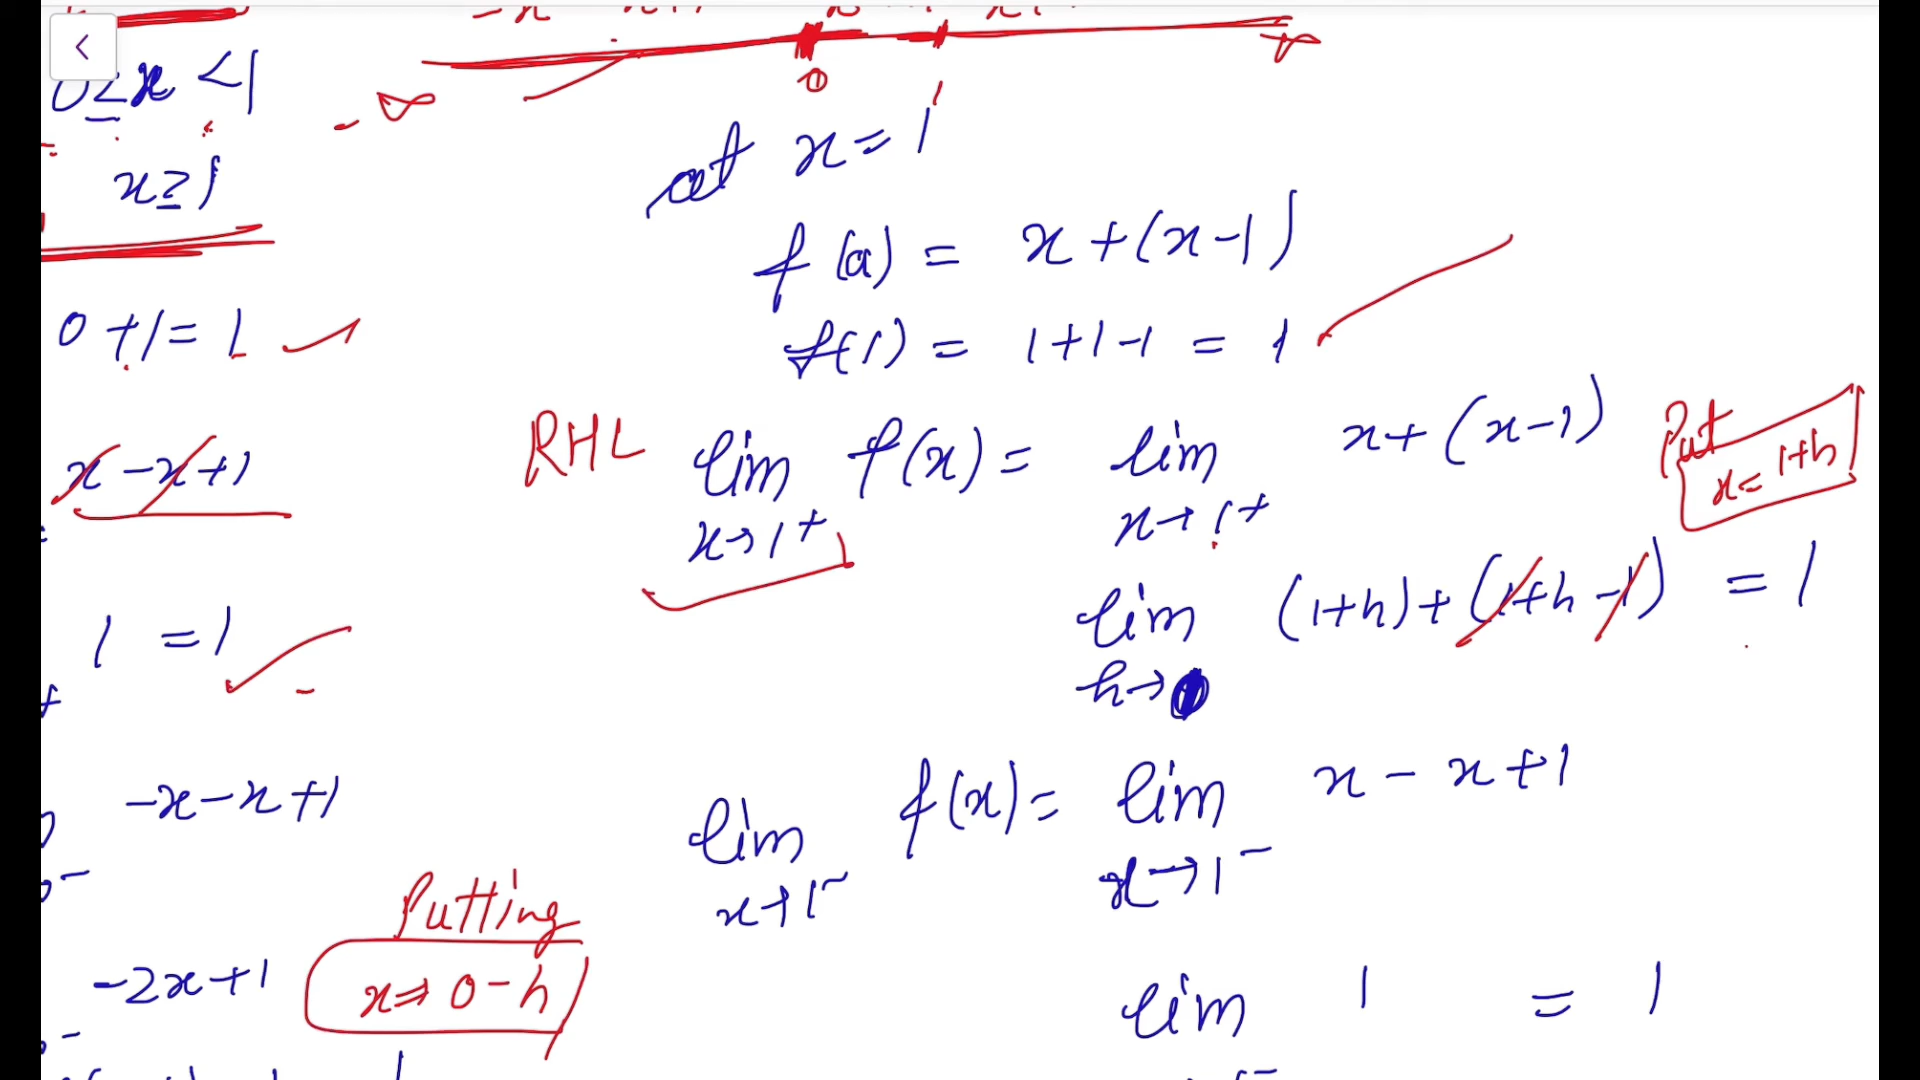 0 ≤ x < 1
x ≥ 1
0 + 1 = 1
x - x + 1
1 = 1
-x - x + 1
Putting
x ⇒ 0 - h
-2x + 1
- ∞
0
1
at x = 1
f(a) = x + (x - 1)
f(1) = 1 + 1 - 1 = 1
RHL lim f(x) = lim x + (x - 1)
x → 1+ x → 1+
Put
x = 1+h
lim (1+h) + (1+h-1) = 1
h →
lim f(x) = lim x - x + 1
x → 1- x → 1-
lim 1 = 1